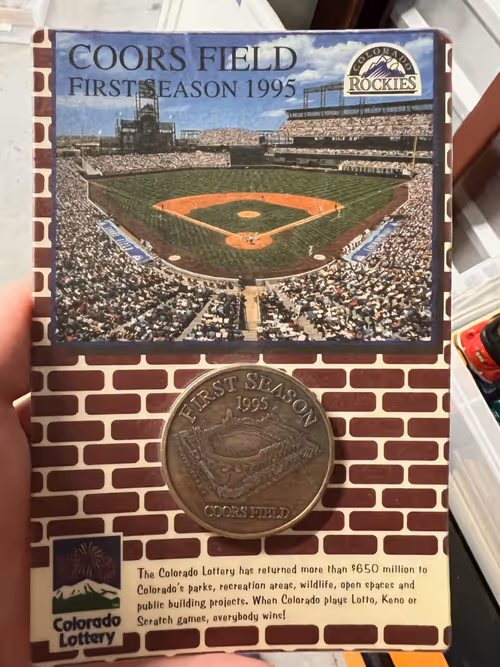 COORS FIELD
FIRST SEASON 1995
COLORADO
ROCKIES
FIRST SEASON
1995
COORS FIELD
Colorado
Lottery
The Colorado Lottery has returned more than $650 million to
Colorado's parks, recreation areas, wildlife, open spaces and
public building projects. When Colorado plays Lotto, Keno or
Scratch games, everybody wins!